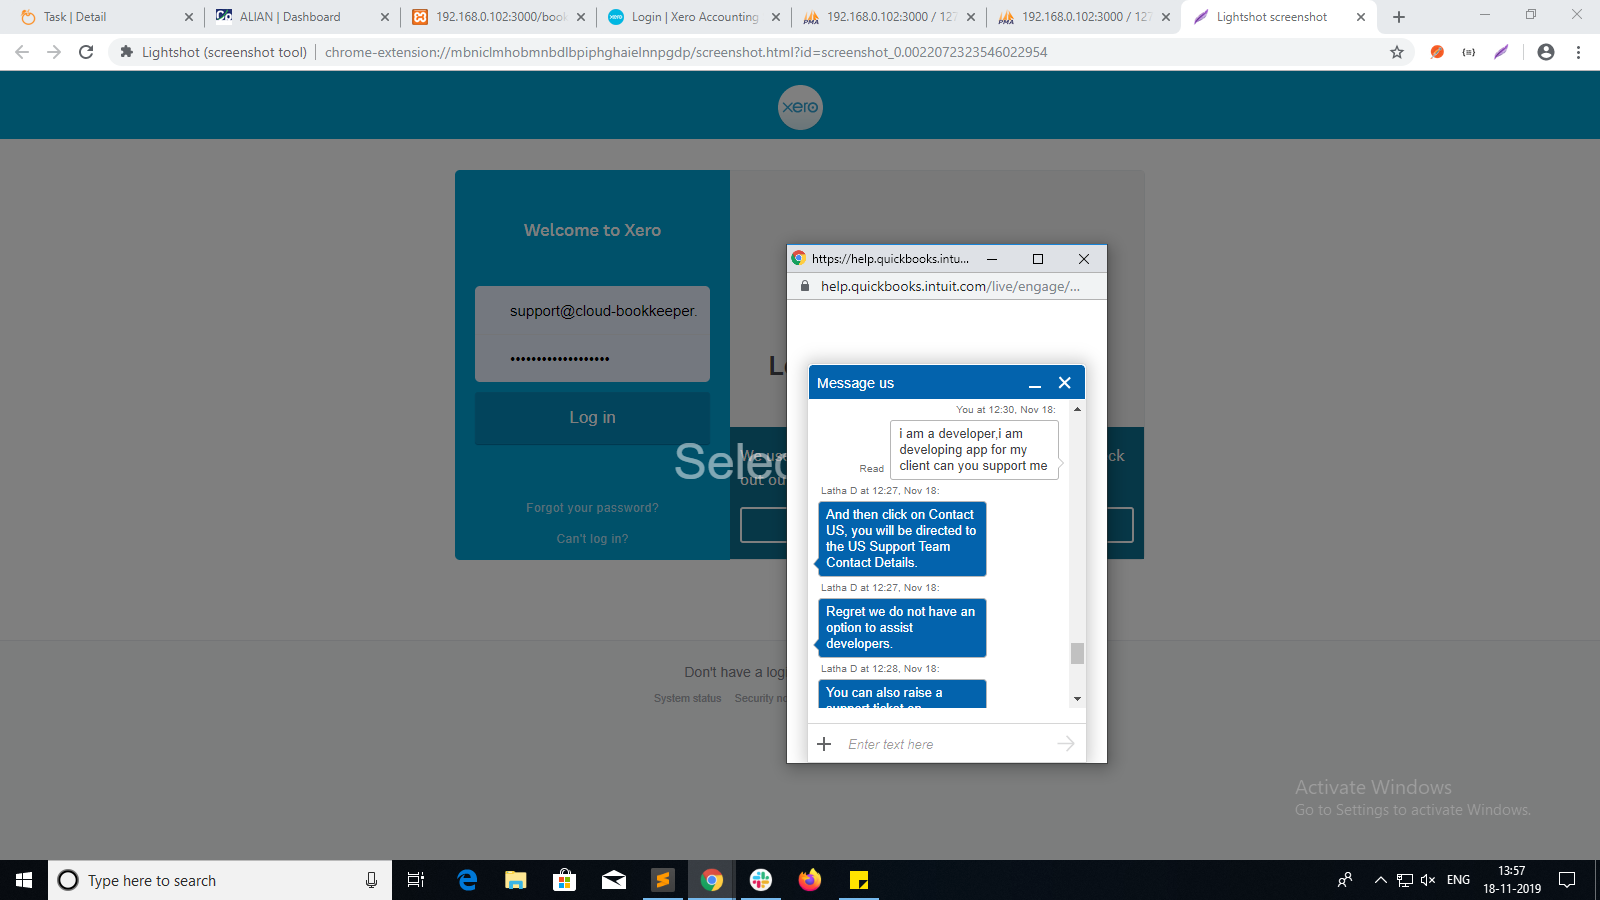 Task | Detail
ALIAN | Dashboard
192.168.0.102:3000/book
Login | Xero Accounting
192.168.0.102:3000 / 127
192.168.0.102:3000 / 127
Lightshot screenshot
Lightshot (screenshot tool)
chrome-extension://mbniclmhobmnbdlbpiphghaielnnpgdp/screenshot.html?id=screenshot_0.0022072323546022954
xero
Welcome to Xero
support@cloud-bookkeeper.
Log in
Forgot your password?
Can't log in?
Selec
We use
ck
out ou
Don't have a logi
System status
Security no
https://help.quickbooks.intu...
help.quickbooks.intuit.com/live/engage/...
Message us
You at 12:30, Nov 18:
i am a developer,i am
developing app for my
client can you support me
Read
Latha D at 12:27, Nov 18:
And then click on Contact
US, you will be directed to
the US Support Team
Contact Details.
Latha D at 12:27, Nov 18:
Regret we do not have an
option to assist
developers.
Latha D at 12:28, Nov 18:
You can also raise a
support ticket on
Enter text here
Activate Windows
Go to Settings to activate Windows.
Type here to search
ENG
13:57
18-11-2019